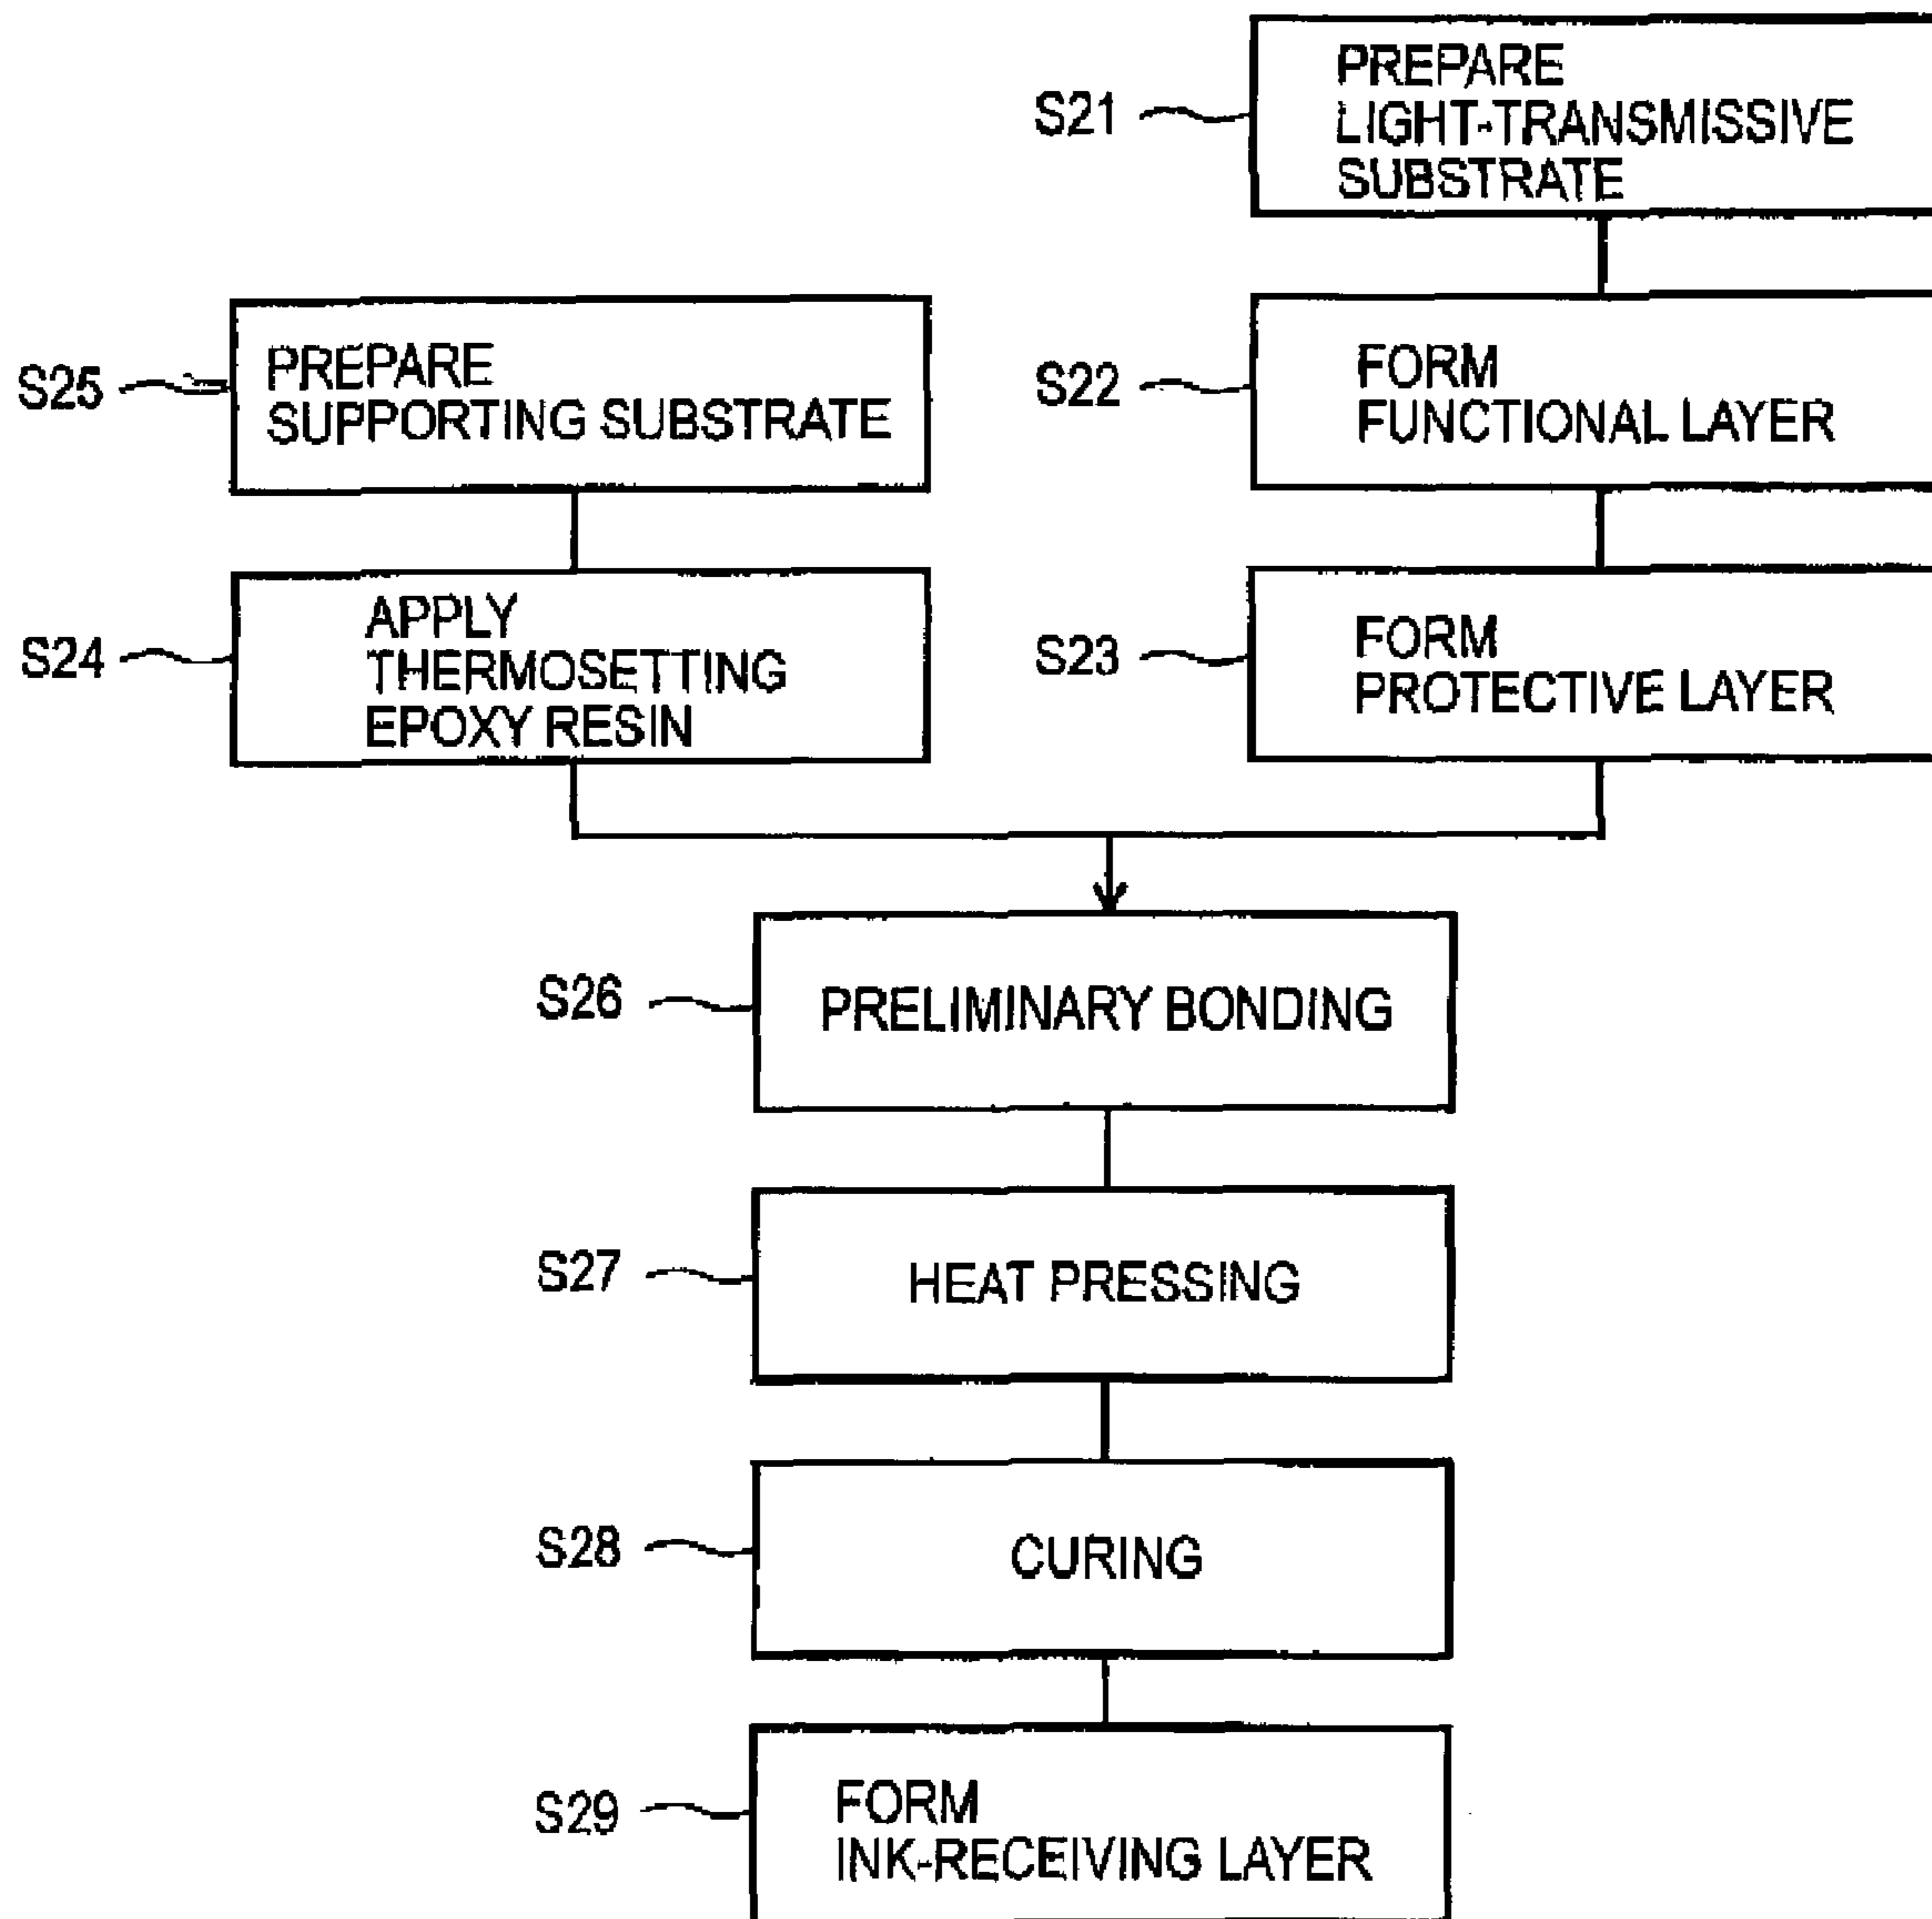 S21
PREPARE
LIGHT-TRANSMISSIVE
SUBSTRATE
S25
PREPARE
SUPPORTING SUBSTRATE
S22
FORM
FUNCTIONAL LAYER
S24
APPLY
THERMOSETTING
EPOXY RESIN
S23
FORM
PROTECTIVE LAYER
S26
PRELIMINARY BONDING
S27
HEAT PRESSING
S28
CURING
S29
FORM
INK-RECEIVING LAYER